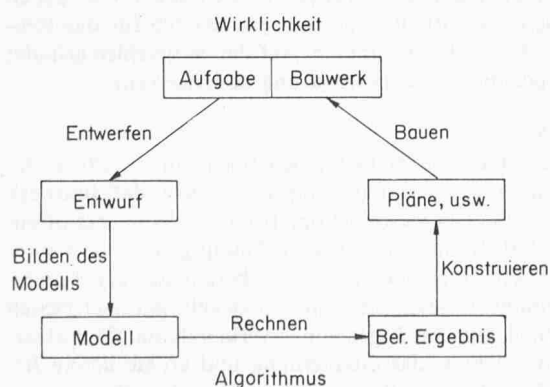 Wirklichkeit
Aufgabe Bauwerk
Entwerfen Bauen
Entwurf Pläne, usw.
Bilden des
Modells
Konstruieren
Modell Rechnen Ber. Ergebnis
Algorithmus